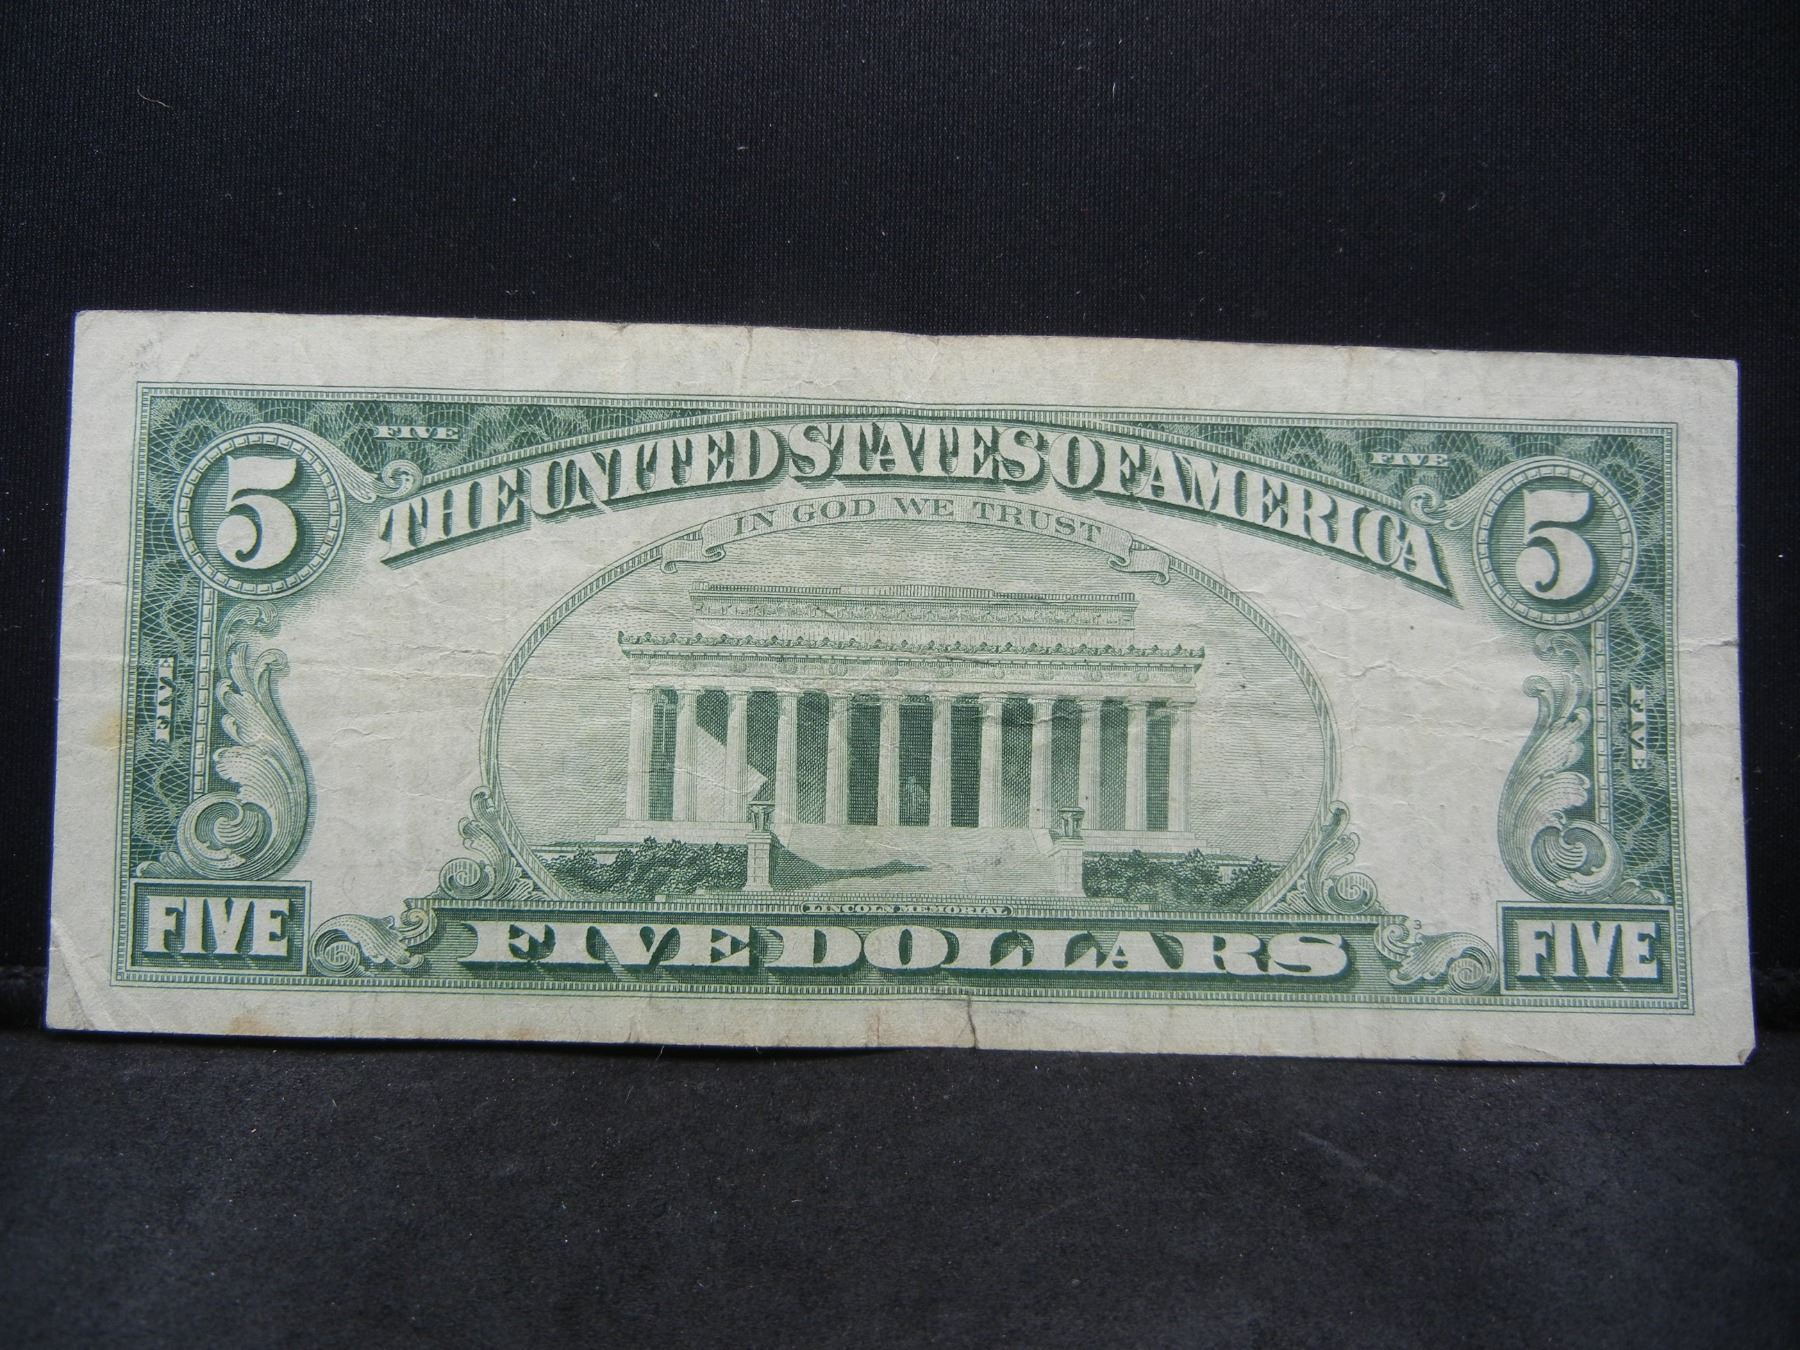 FIVE FIVE
5 THE UNITED STATES OF AMERICA 5
IN GOD WE TRUST
FIVE FIVE
LINCOLN MEMORIAL
3
FIVE FIVE DOLLARS FIVE